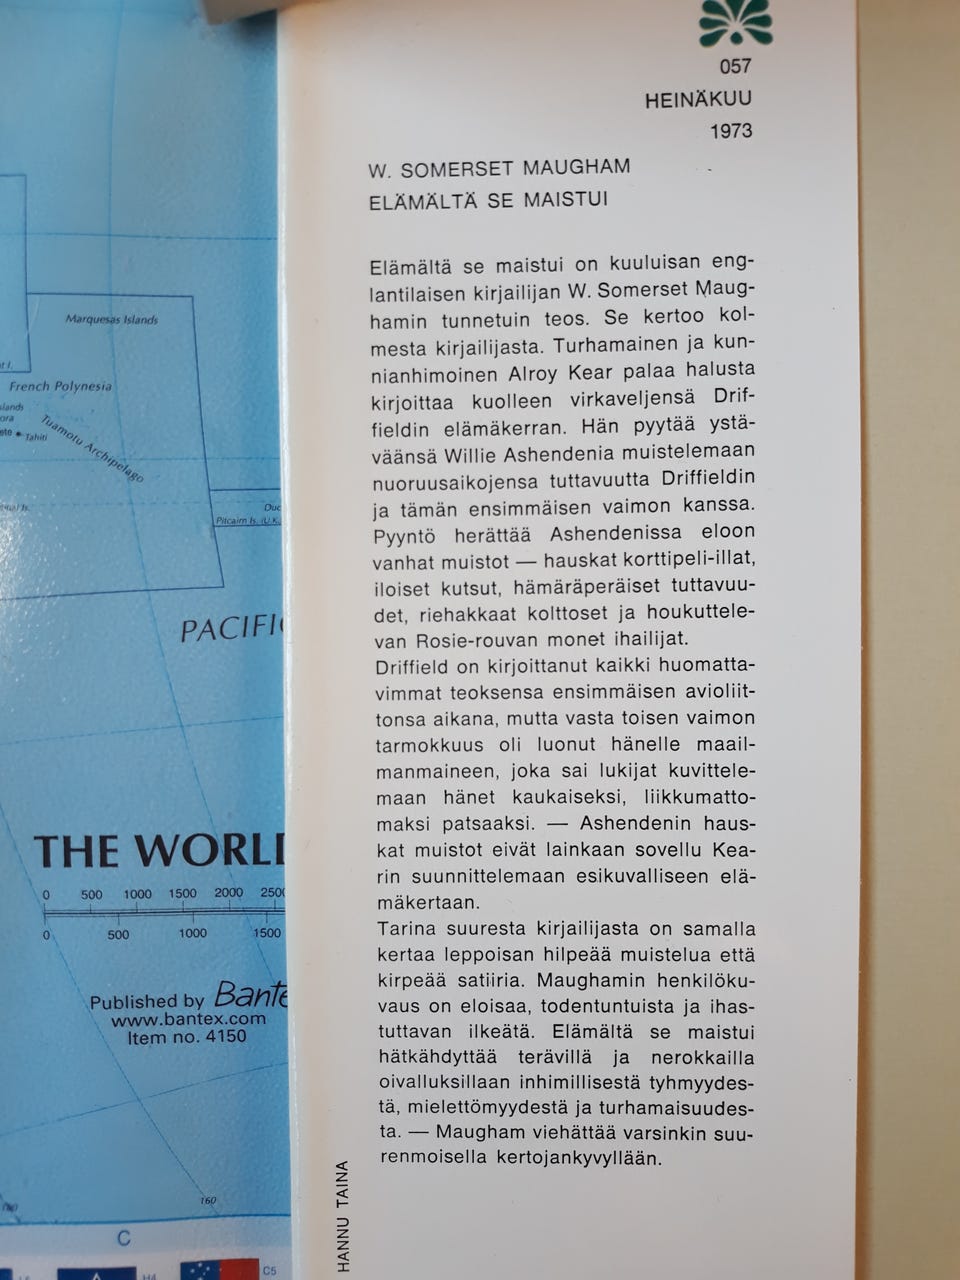 057
HEINÄKUU
1973
W. SOMERSET MAUGHAM
ELÄMÄLTÄ SE MAISTUI
Elämältä se maistui on kuuluisan eng-
lantilaisen kirjailijan W. Somerset Maug-
hamin tunnetuin teos. Se kertoo kol-
mesta kirjailijasta. Turhamainen ja kun-
nianhimoinen Alroy Kear palaa halusta
kirjoittaa kuolleen virkaveljensä Drif-
fieldin elämäkerran. Hän pyytää ystä-
väänsä Willie Ashendenia muistelemaan
nuoruusaikojensa tuttavuutta Driffieldin
ja tämän ensimmäisen vaimon kanssa.
Pyyntö herättää Ashendenissa eloon
vanhat muistot — hauskat korttipeli-illat,
iloiset kutsut, hämäräperäiset tuttavuu-
det, riehakkaat kolttoset ja houkuttele-
van Rosie-rouvan monet ihailijat.
Driffield on kirjoittanut kaikki huomatta-
vimmat teoksensa ensimmäisen avioliit-
tonsa aikana, mutta vasta toisen vaimon
tarmokkuus oli luonut hänelle maail-
manmaineen, joka sai lukijat kuvittele-
maan hänet kaukaiseksi, liikkumatto-
maksi patsaaksi. — Ashendenin haus-
kat muistot eivät lainkaan sovellu Kea-
rin suunnittelemaan esikuvalliseen elä-
mäkertaan.
Tarina suuresta kirjailijasta on samalla
kertaa leppoisan hilpeää muistelua että
kirpeää satiiria. Maughamin henkilöku-
vaus on eloisaa, todentuntuista ja ihas-
tuttavan ilkeätä. Elämältä se maistui
hätkähdyttää terävillä ja nerokkailla
oivalluksillaan inhimillisestä tyhmyydes-
tä, mielettömyydestä ja turhamaisuudes-
ta. — Maugham viehättää varsinkin suu-
renmoisella kertojankyvyllään.
HANNU TAINA
Marquesas Islands
French Polynesia
Tahiti
Tuamotu Archipelago
Duc
Pitcairn Is. (U.K.
PACIFI
THE WORL
0 500 1000 1500 2000 250
0 500 1000 1500
Published by Bante
www.bantex.com
Item no. 4150
160
C
H4
C5